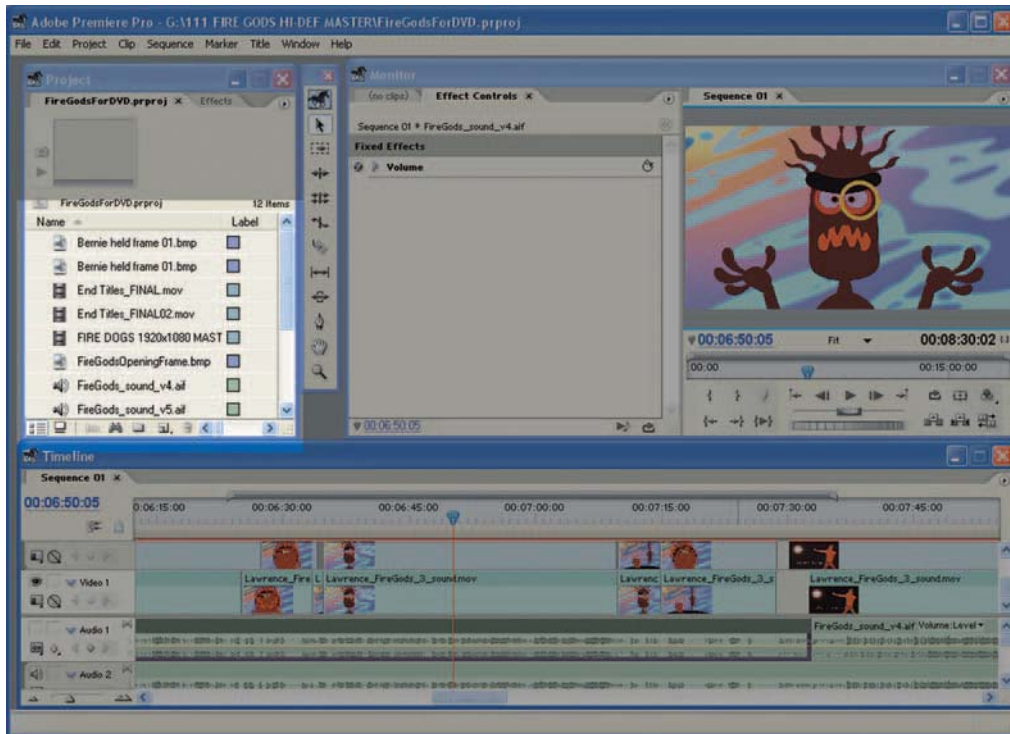 Adobe Premiere Pro - G:\111 FIRE GODS HI-DEF MASTER\FireGodsForDVD.prproj
File Edit Project Clip Sequence Marker Title Window Help
Project
FireGodsForDVD.prproj Effects
FireGodsForDVD.prproj 12 Items
Name Label
Bernie held frame 01.bmp
Bernie held frame 01.bmp
End Titles_FINAL.mov
End Titles_FINAL02.mov
FIRE DOGS 1920x1080 MAST
FireGodsOpeningFrame.bmp
FireGods_sound_v4.aif
FireGods_sound_v5.aif
Monitor
(no clips) Effect Controls
Sequence 01 * FireGods_sound_v4.aif
Fixed Effects
Volume
00:06:50:05
Sequence 01
00:06:50:05 Fit 00:08:30:02
00:00 00:15:00:00
Timeline
Sequence 01
00:06:50:05
0:06:15:00 00:06:30:00 00:06:45:00 00:07:00:00 00:07:15:00 00:07:30:00 00:07:45:00
Video 1
Lawrence_Fire L Lawrence_FireGods_3_sound.mov Lawrenc Lawrence_FireGods_3_s Lawrence_FireGods_3_sound.mov
Audio 1
FireGods_sound_v4.aif Volume:Level
Audio 2